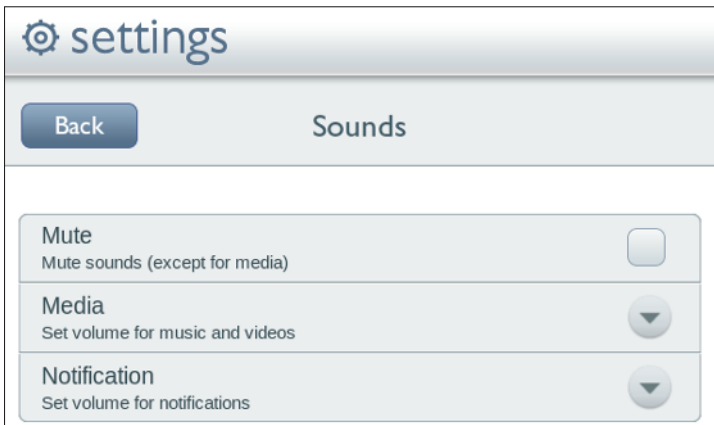 settings
Back
Sounds
Mute
Mute sounds (except for media)
Media
Set volume for music and videos
Notification
Set volume for notifications